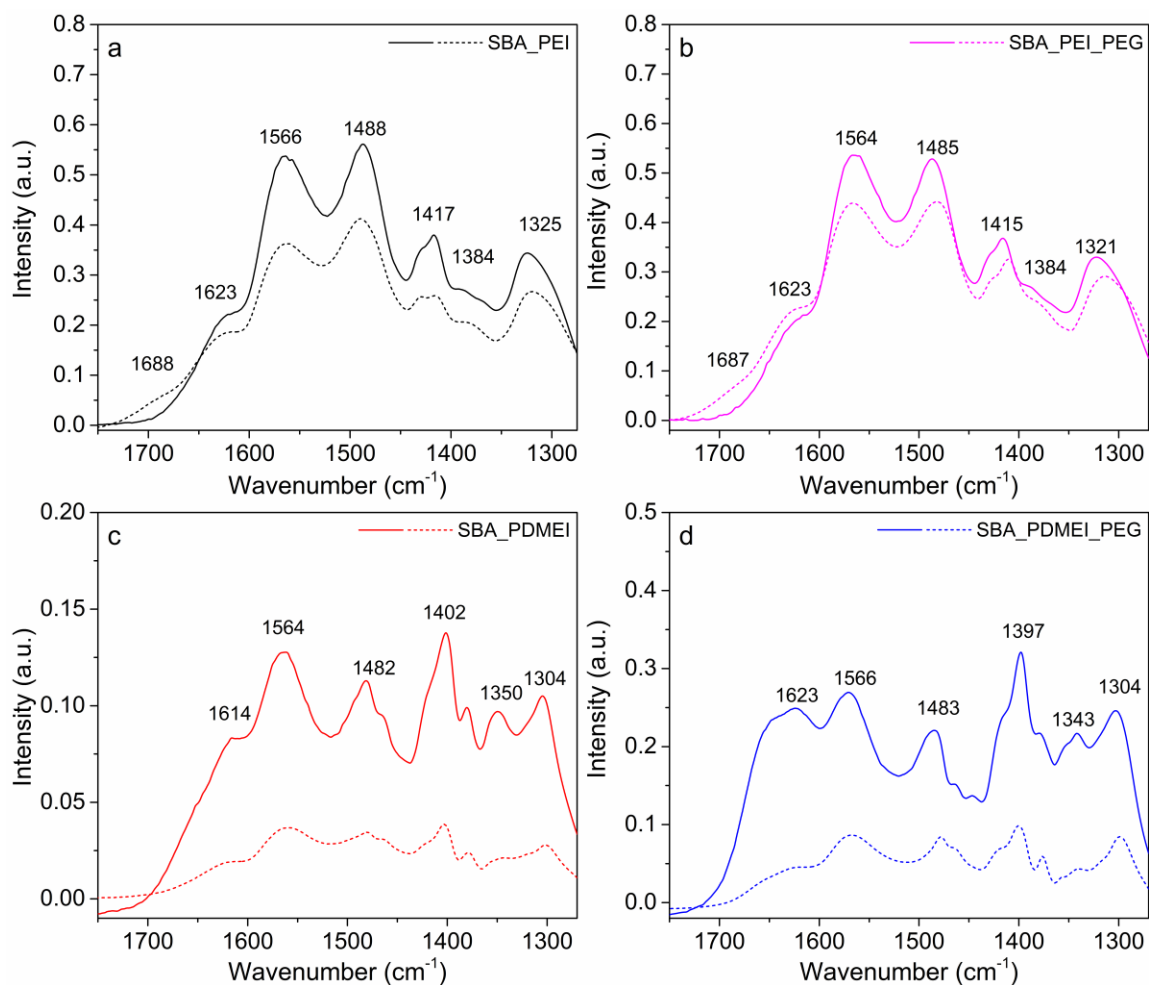 a
SBA_PEI
0.8
0.7
0.6
0.5
0.4
0.3
0.2
0.1
0.0
Intensity (a.u.)
1688
1623
1566
1488
1417
1384
1325
1700 1600 1500 1400 1300
Wavenumber (cm-1)
b
SBA_PEI_PEG
0.8
0.7
0.6
0.5
0.4
0.3
0.2
0.1
0.0
Intensity (a.u.)
1687
1623
1564
1485
1415
1384
1321
1700 1600 1500 1400 1300
Wavenumber (cm-1)
c
SBA_PDMEI
0.20
0.15
0.10
0.05
0.00
Intensity (a.u.)
1614
1564
1482
1402
1350
1304
1700 1600 1500 1400 1300
Wavenumber (cm-1)
d
SBA_PDMEI_PEG
0.5
0.4
0.3
0.2
0.1
0.0
Intensity (a.u.)
1623
1566
1483
1397
1343
1304
1700 1600 1500 1400 1300
Wavenumber (cm-1)